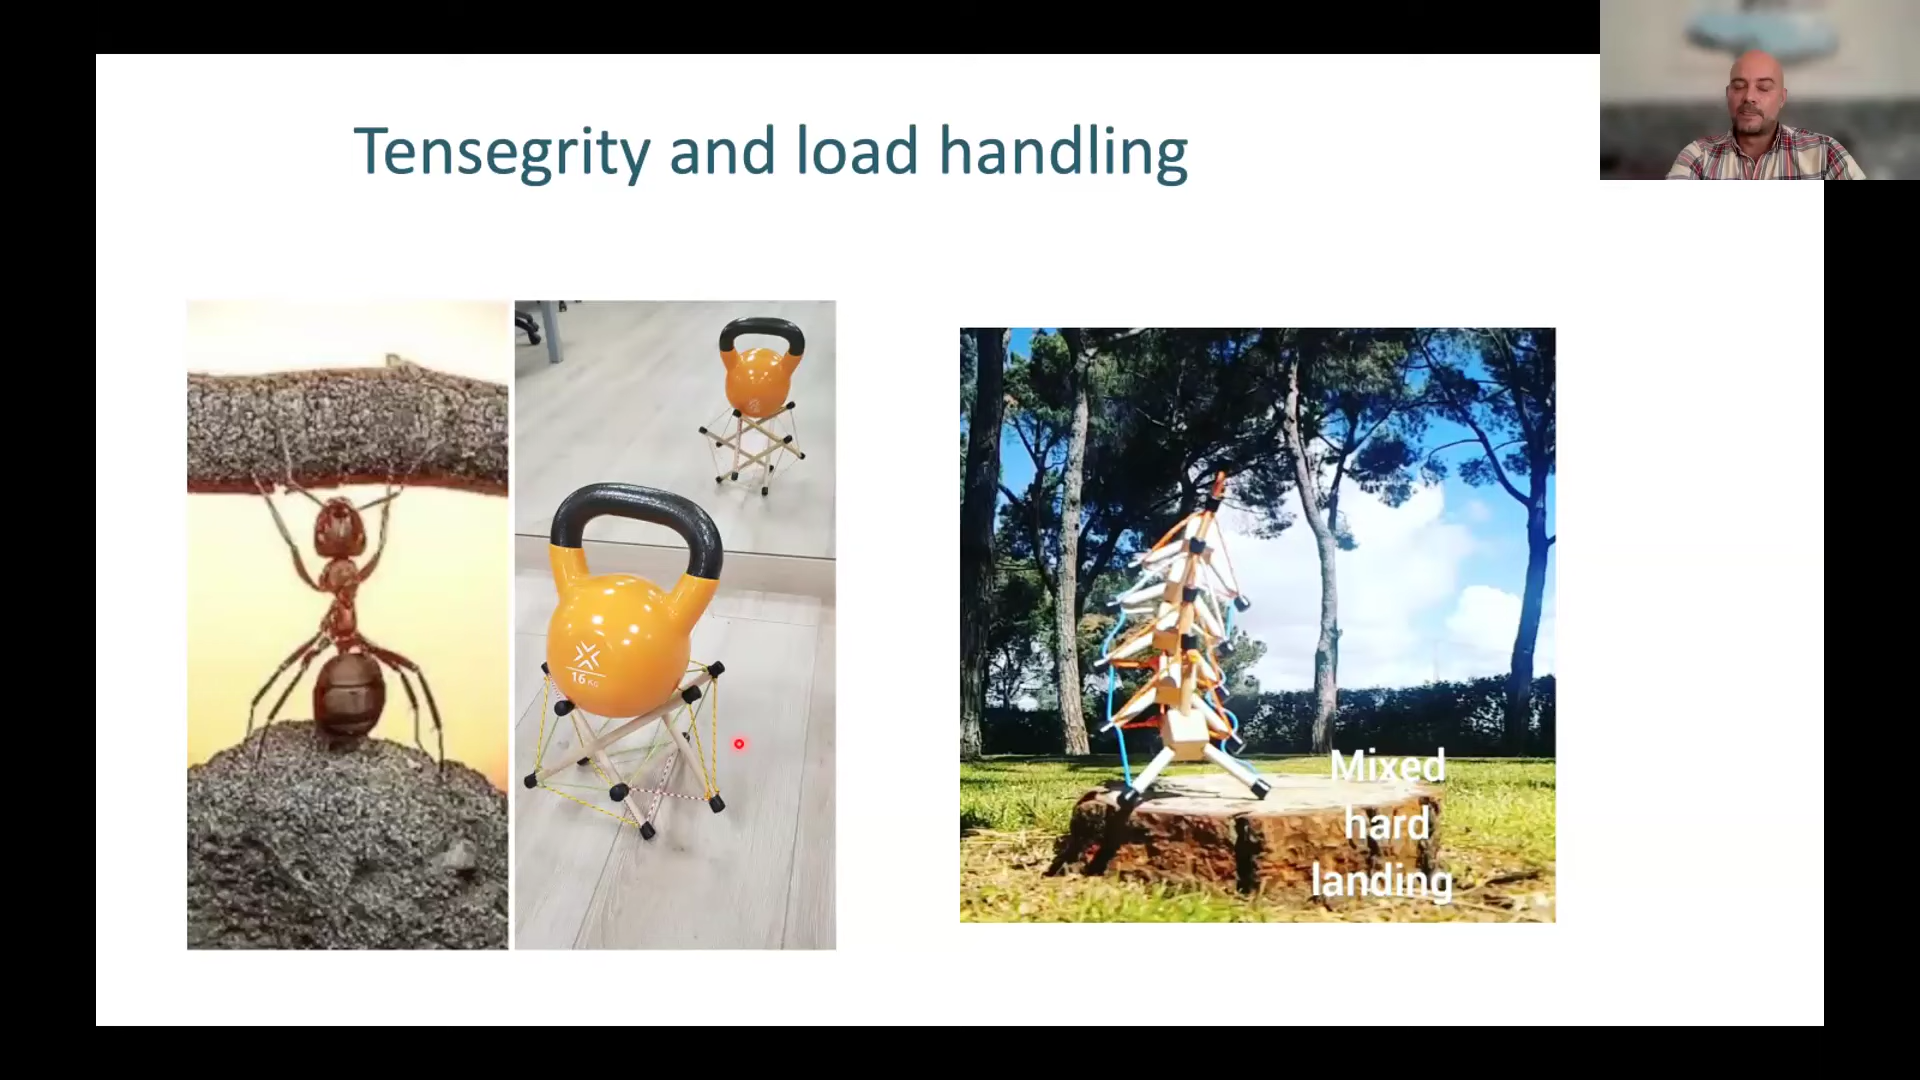 Tensegrity and load handling
16 KG
Mixed
hard
landing